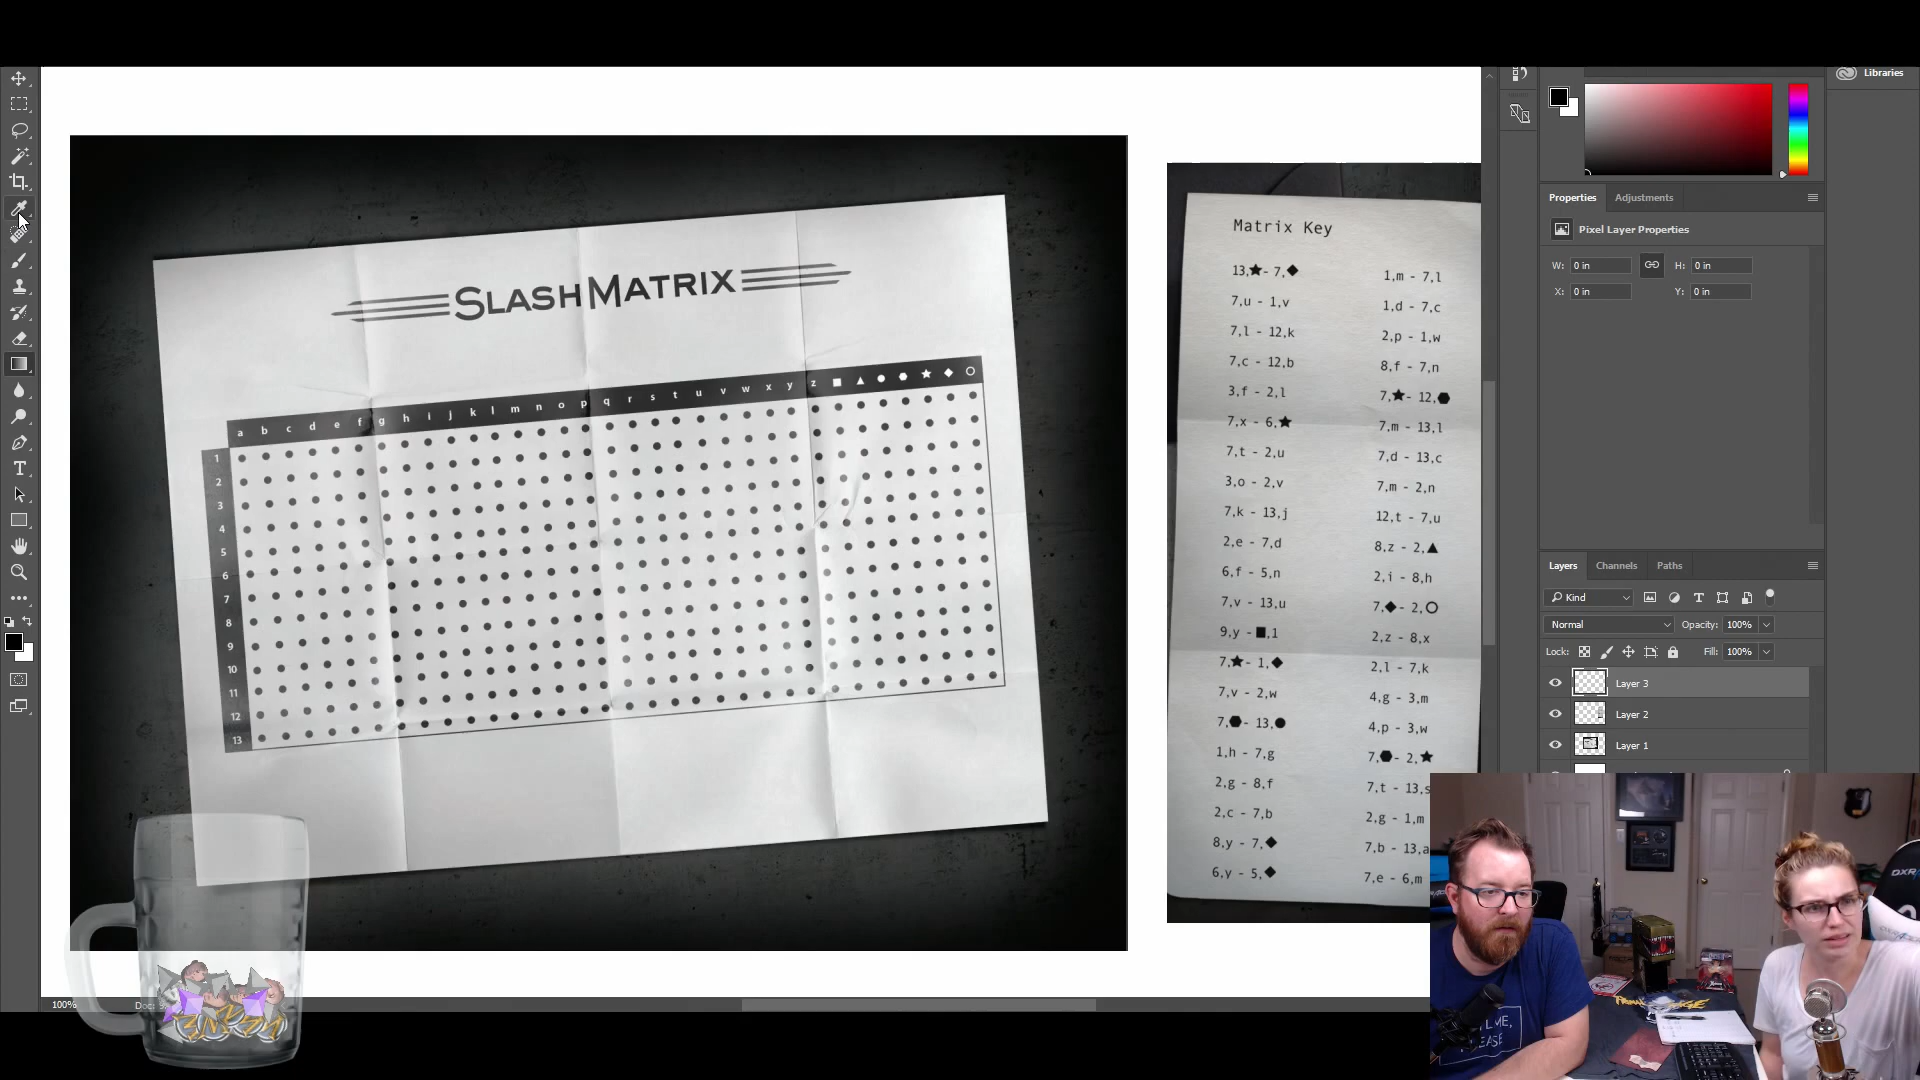 Libraries
SLASHMATRIX
a b c d e f g h i j k l m n o p q r s t u v w x y z ■ ▲ ● ⬢ ★ ◆ ○
1
2
3
4
5
6
7
8
9
10
11
12
13
Matrix Key
13,★- 7,◆
7,u - 1,v
7,l - 12,k
7,c - 12,b
3,f - 2,l
7,x - 6,★
7,t - 2,u
3,o - 2,v
7,k - 13,j
2,e - 7,d
6,f - 5,n
7,v - 13,u
9,y - ■,1
7,★- 1,◆
7,v - 2,w
7,⬢- 13,●
1,h - 7,g
2,g - 8,f
2,c - 7,b
8,y - 7,◆
6,y - 5,◆
1,m - 7,l
1,d - 7,c
2,p - 1,w
8,f - 7,n
7,★- 12,⬢
7,m - 13,l
7,d - 13,c
7,m - 2,n
12,t - 7,u
8,z - 2,▲
2,i - 8,h
7,◆- 2,○
2,z - 8,x
2,l - 7,k
4,g - 3,m
4,p - 3,w
7,⬢- 2,★
7,t - 13,s
2,g - 1,m
7,b - 13,a
7,e - 6,m
Properties Adjustments
Pixel Layer Properties
W: 0 in H: 0 in
X: 0 in Y: 0 in
Layers Channels Paths
Kind
Normal Opacity: 100%
Lock: Fill: 100%
Layer 3
Layer 2
Layer 1
100% Doc: